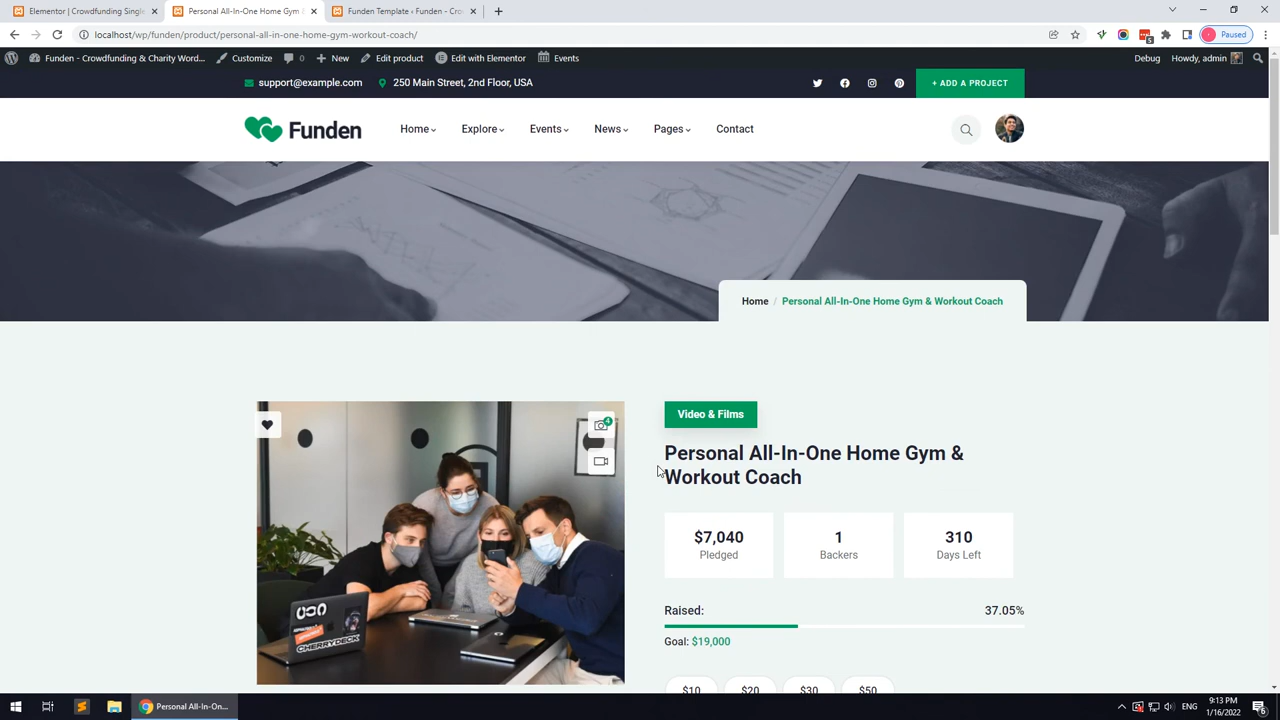 Elementor | Crowdfunding Single
Personal All-In-One Home Gym &
Funden Template ‹ Funden - Cro
localhost/wp/funden/product/personal-all-in-one-home-gym-workout-coach/
5
Paused
Funden - Crowdfunding & Charity Word...
Customize
0
New
Edit product
Edit with Elementor
Events
Debug
Howdy, admin
support@example.com
250 Main Street, 2nd Floor, USA
+ ADD A PROJECT
Funden
Home
Explore
Events
News
Pages
Contact
Home / Personal All-In-One Home Gym & Workout Coach
4
Video & Films
Personal All-In-One Home Gym &
Workout Coach
$7,040
Pledged
1
Backers
310
Days Left
Raised:
37.05%
Goal: $19,000
$10
$20
$30
$50
CHERRYDECK
Personal All-In-On...
ENG
9:13 PM
1/16/2022
6